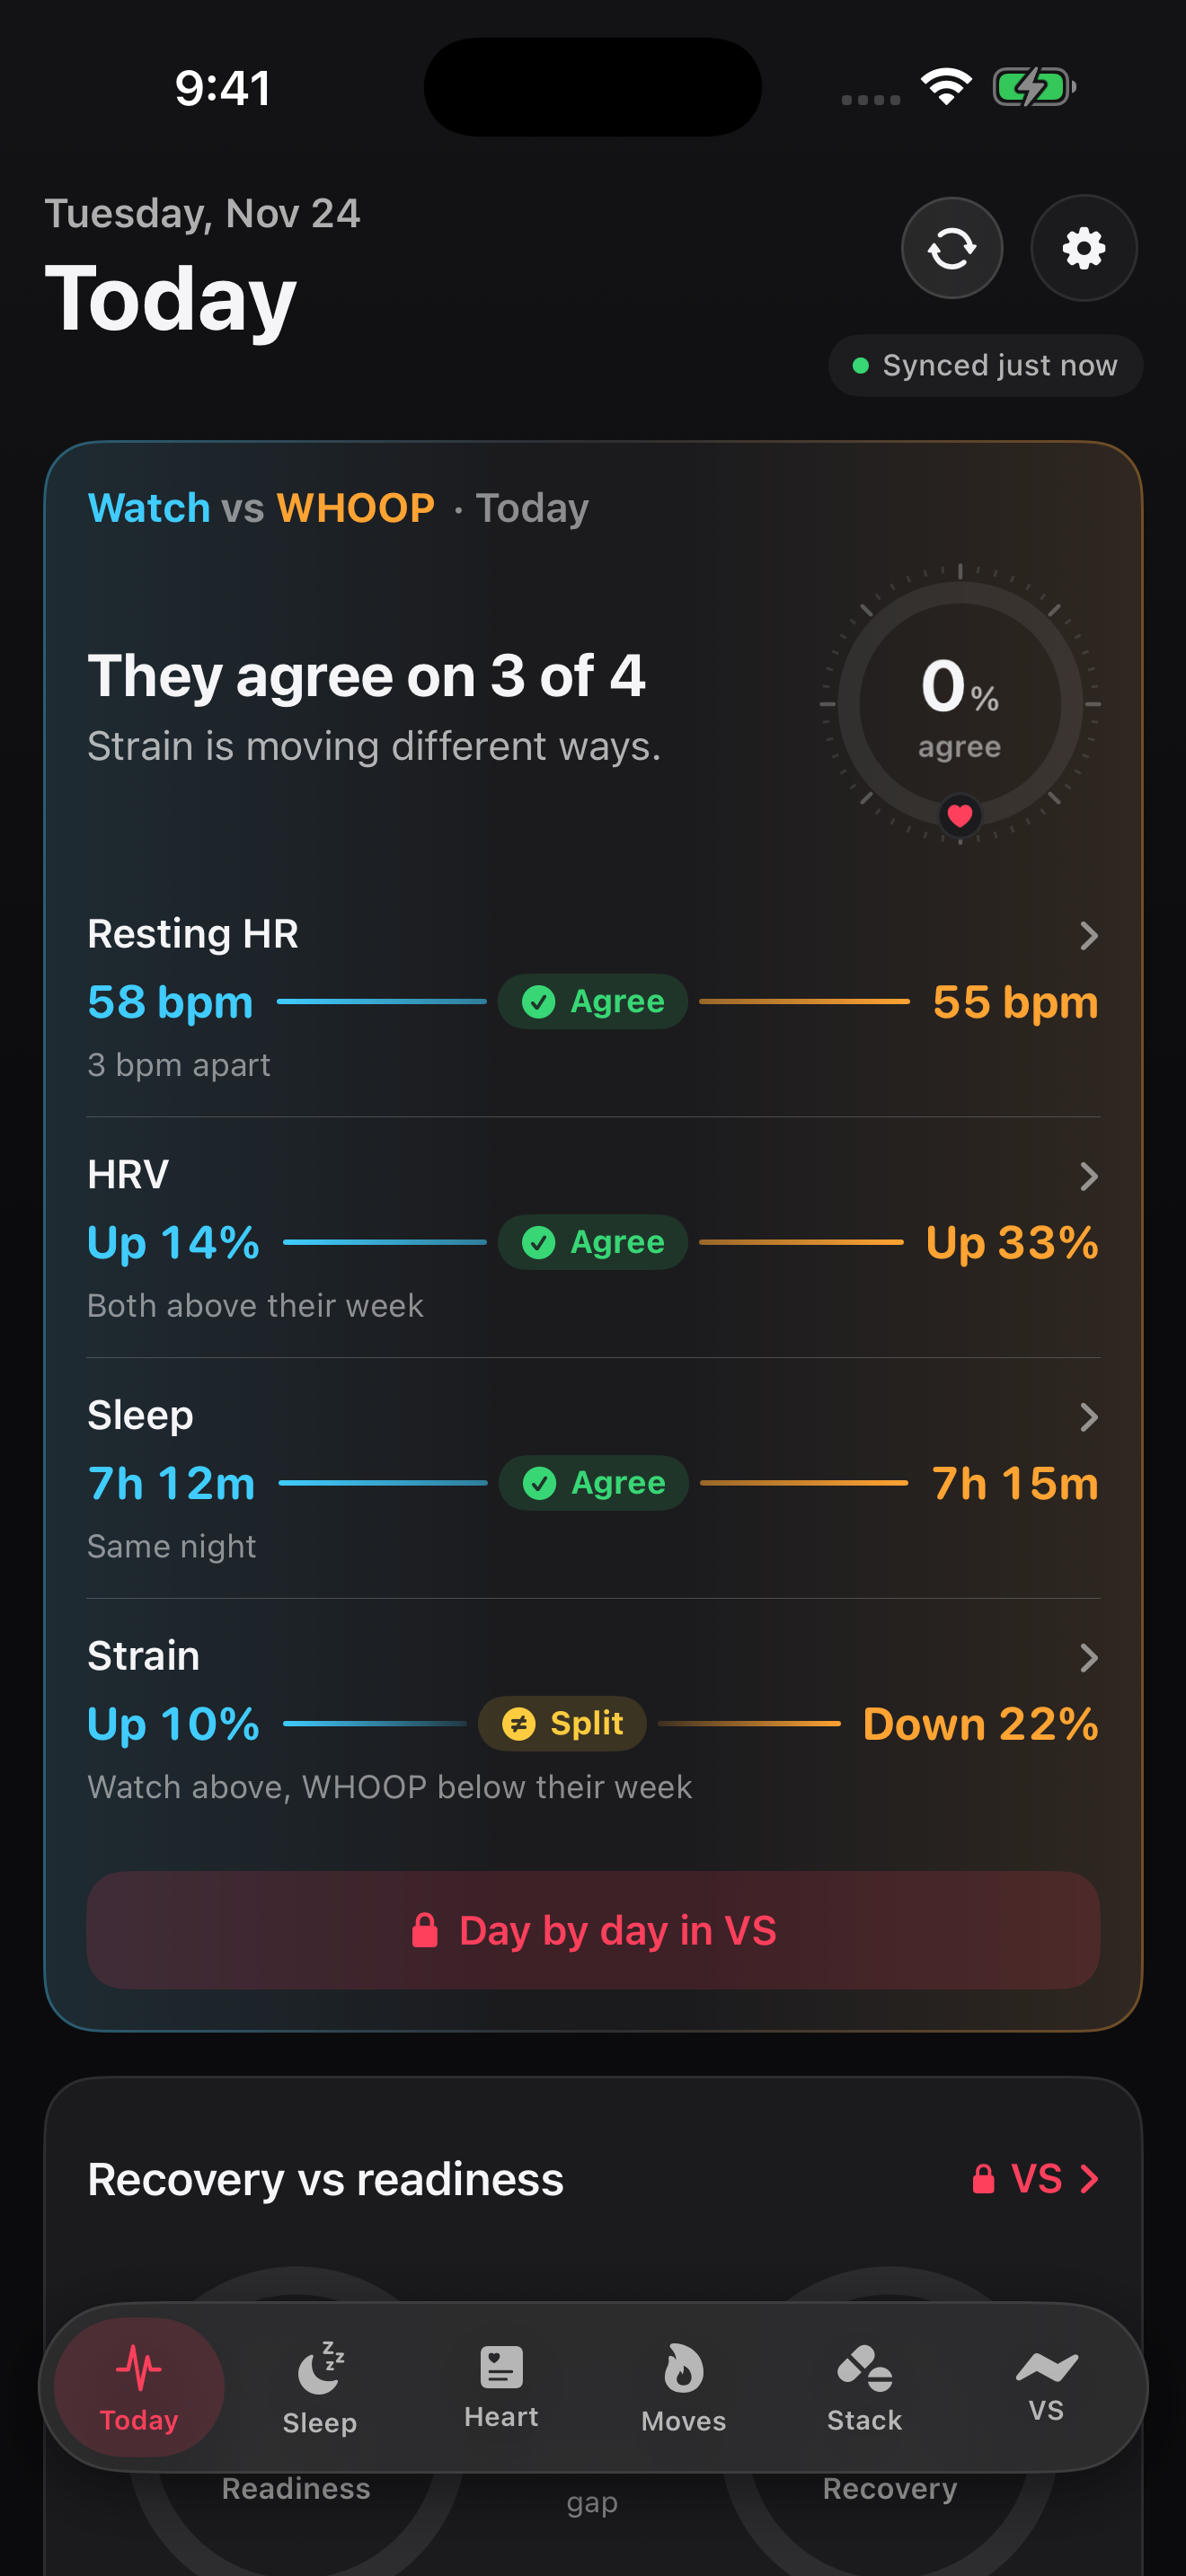 9:41
Tuesday, Nov 24
Today
Synced just now
Watch vs WHOOP · Today
They agree on 3 of 4
Strain is moving different ways.
0%
agree
Resting HR
58 bpm Agree 55 bpm
3 bpm apart
HRV
Up 14% Agree Up 33%
Both above their week
Sleep
7h 12m Agree 7h 15m
Same night
Strain
Up 10% Split Down 22%
Watch above, WHOOP below their week
Day by day in VS
Recovery vs readiness VS
Today Sleep Heart Moves Stack VS
Readiness gap Recovery